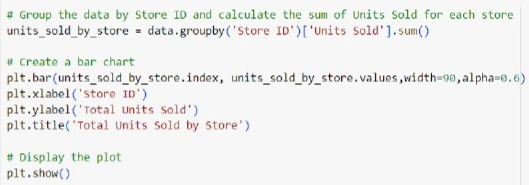 # Group the data by Store ID and calculate the sum of Units Sold for each store
units_sold_by_store = data.groupby('Store ID')['Units Sold'].sum()
# Create a bar chart
plt.bar(units_sold_by_store.index, units_sold_by_store.values,width=90,alpha=0.6)
plt.xlabel('Store ID')
plt.ylabel('Total Units Sold')
plt.title('Total Units Sold by Store')
# Display the plot
plt.show()